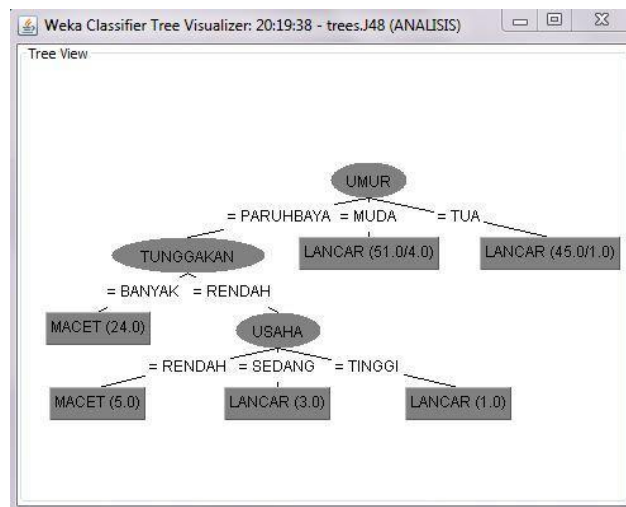 Weka Classifier Tree Visualizer: 20:19:38 - trees.J48 (ANALISIS)
Tree View
UMUR
= PARUHBAYA = MUDA = TUA
TUNGGAKAN LANCAR (51.0/4.0) LANCAR (45.0/1.0)
= BANYAK = RENDAH
MACET (24.0) USAHA
= RENDAH = SEDANG = TINGGI
MACET (5.0) LANCAR (3.0) LANCAR (1.0)